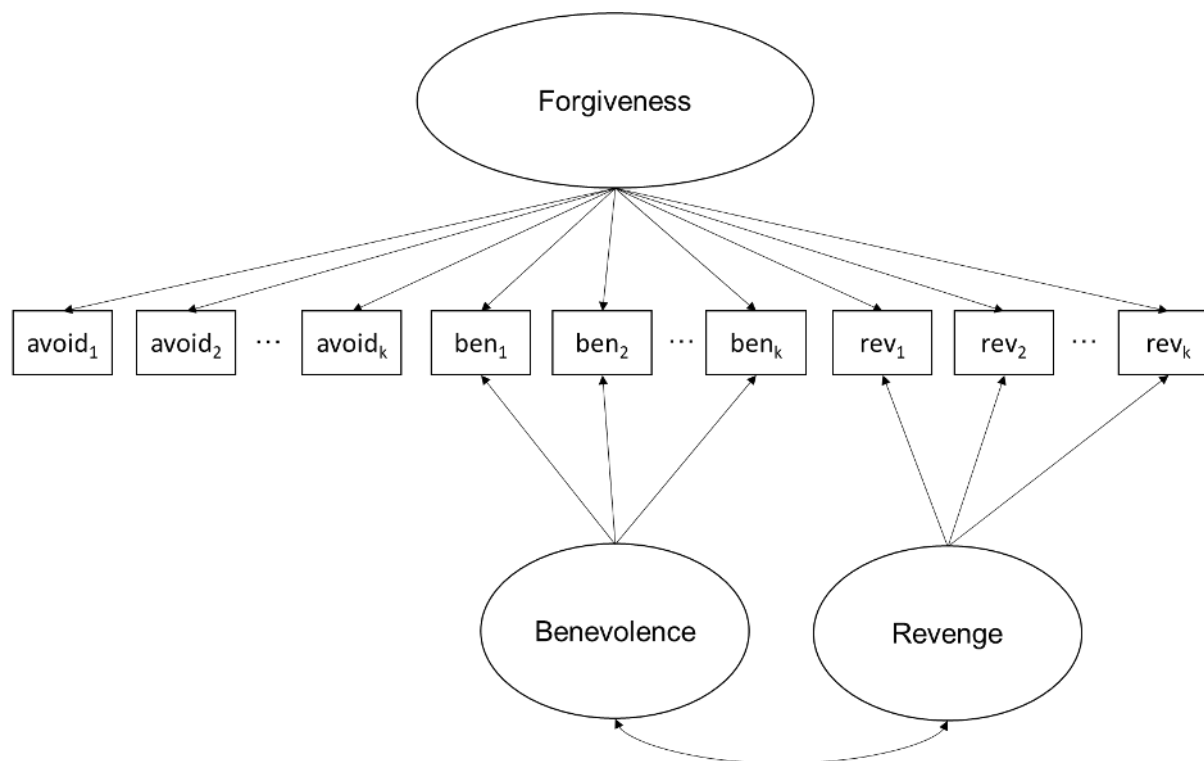 Forgiveness
avoid₁ avoid₂ ... avoidₖ ben₁ ben₂ ... benₖ rev₁ rev₂ ... revₖ
Benevolence Revenge